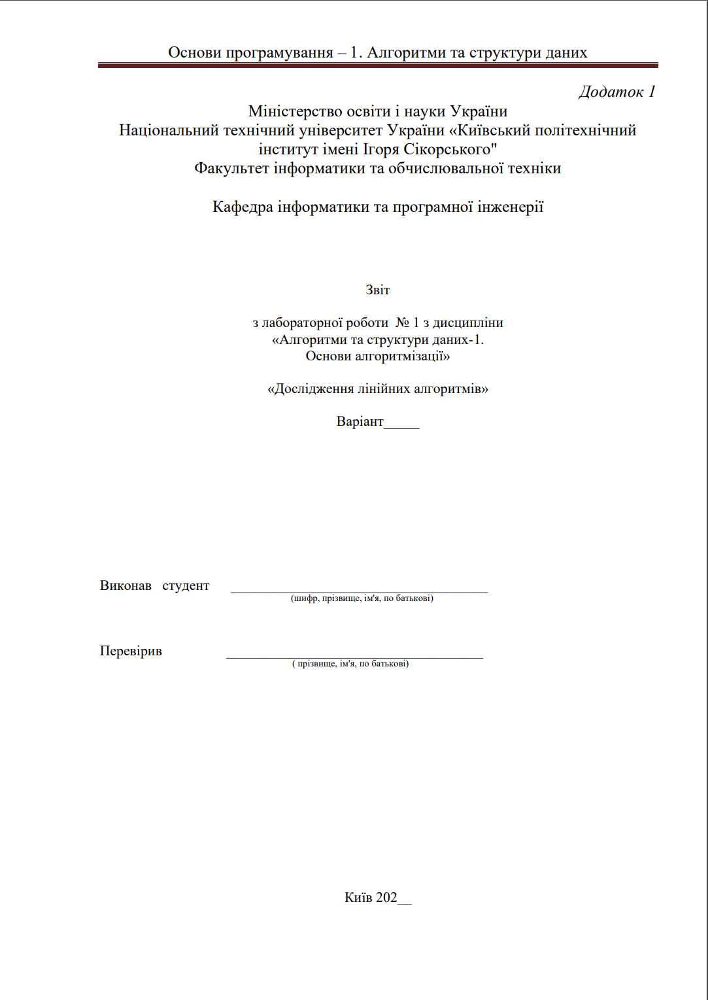 Основи програмування – 1. Алгоритми та структури даних
Додаток 1
Міністерство освіти і науки України
Національний технічний університет України «Київський політехнічний
інститут імені Ігоря Сікорського"
Факультет інформатики та обчислювальної техніки
Кафедра інформатики та програмної інженерії
Звіт
з лабораторної роботи № 1 з дисципліни
«Алгоритми та структури даних-1.
Основи алгоритмізації»
«Дослідження лінійних алгоритмів»
Варіант_____
Виконав студент ____________________________________
(шифр, прізвище, ім'я, по батькові)
Перевірив ____________________________________
( прізвище, ім'я, по батькові)
Київ 202__